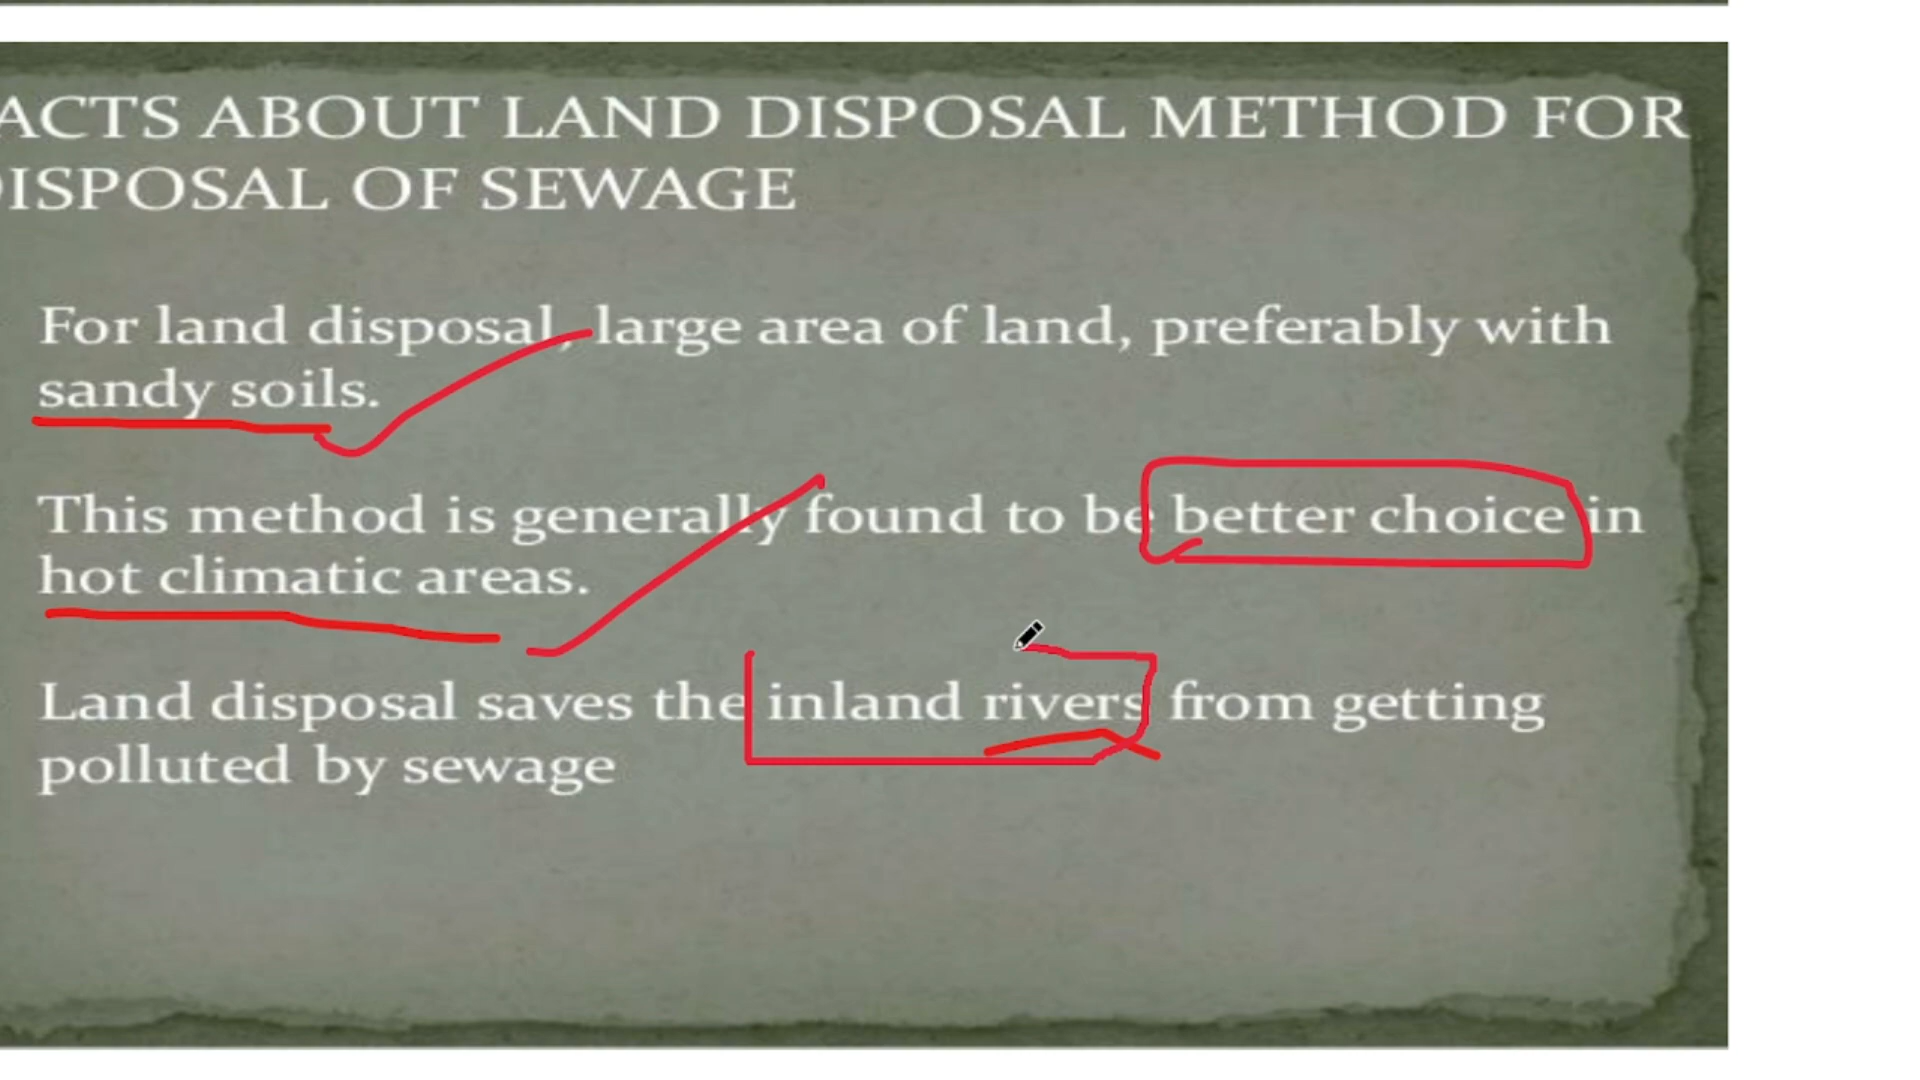 ACTS ABOUT LAND DISPOSAL METHOD FOR
DISPOSAL OF SEWAGE
For land disposal, large area of land, preferably with
sandy soils.
This method is generally found to be better choice in
hot climatic areas.
Land disposal saves the inland rivers from getting
polluted by sewage